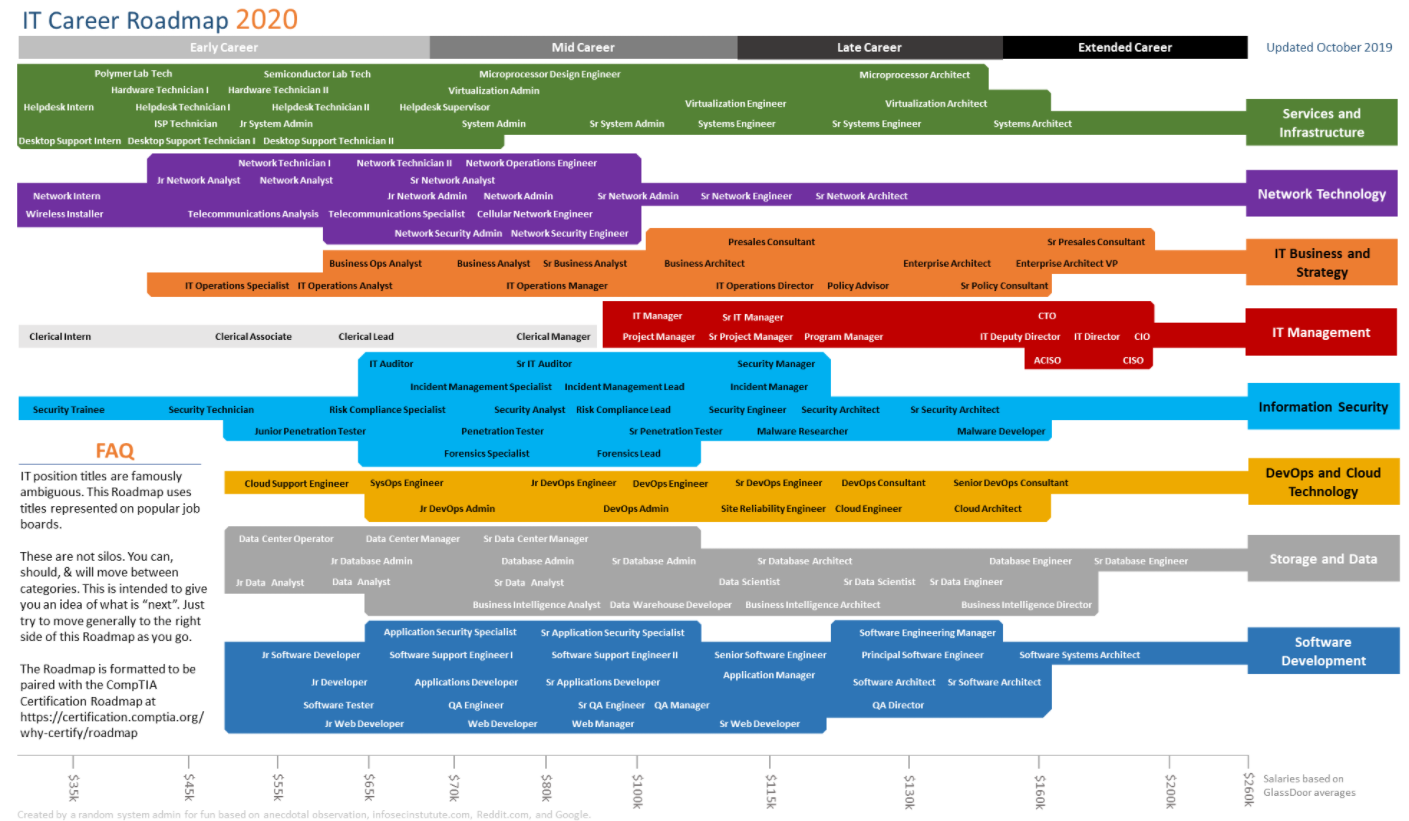 IT Career Roadmap 2020
Early Career Mid Career Late Career Extended Career Updated October 2019
Polymer Lab Tech Semiconductor Lab Tech Microprocessor Design Engineer Microprocessor Architect
Hardware Technician I Hardware Technician II Virtualization Admin
Helpdesk Intern Helpdesk Technician I Helpdesk Technician II Helpdesk Supervisor Virtualization Engineer Virtualization Architect
ISP Technician Jr System Admin System Admin Sr System Admin Systems Engineer Sr Systems Engineer Systems Architect
Desktop Support Intern Desktop Support Technician I Desktop Support Technician II
Services and
Infrastructure
Network Technician I Network Technician II Network Operations Engineer
Jr Network Analyst Network Analyst Sr Network Analyst
Network Intern Jr Network Admin Network Admin Sr Network Admin Sr Network Engineer Sr Network Architect
Wireless Installer Telecommunications Analysis Telecommunications Specialist Cellular Network Engineer
Network Security Admin Network Security Engineer
Network Technology
Presales Consultant Sr Presales Consultant
Business Ops Analyst Business Analyst Sr Business Analyst Business Architect Enterprise Architect Enterprise Architect VP
IT Operations Specialist IT Operations Analyst IT Operations Manager IT Operations Director Policy Advisor Sr Policy Consultant
IT Business and
Strategy
IT Manager Sr IT Manager CTO
Clerical Intern Clerical Associate Clerical Lead Clerical Manager Project Manager Sr Project Manager Program Manager IT Deputy Director IT Director CIO
ACISO CISO
IT Management
IT Auditor Sr IT Auditor Security Manager
Incident Management Specialist Incident Management Lead Incident Manager
Security Trainee Security Technician Risk Compliance Specialist Security Analyst Risk Compliance Lead Security Engineer Security Architect Sr Security Architect
Junior Penetration Tester Penetration Tester Sr Penetration Tester Malware Researcher Malware Developer
Forensics Specialist Forensics Lead
Information Security
Cloud Support Engineer SysOps Engineer Jr DevOps Engineer DevOps Engineer Sr DevOps Engineer DevOps Consultant Senior DevOps Consultant
Jr DevOps Admin DevOps Admin Site Reliability Engineer Cloud Engineer Cloud Architect
DevOps and Cloud
Technology
Data Center Operator Data Center Manager Sr Data Center Manager
Jr Database Admin Database Admin Sr Database Admin Sr Database Architect Database Engineer Sr Database Engineer
Jr Data Analyst Data Analyst Sr Data Analyst Data Scientist Sr Data Scientist Sr Data Engineer
Business Intelligence Analyst Data Warehouse Developer Business Intelligence Architect Business Intelligence Director
Storage and Data
Application Security Specialist Sr Application Security Specialist Software Engineering Manager
Jr Software Developer Software Support Engineer I Software Support Engineer II Senior Software Engineer Principal Software Engineer Software Systems Architect
Application Manager
Jr Developer Applications Developer Sr Applications Developer Software Architect Sr Software Architect
Software Tester QA Engineer Sr QA Engineer QA Manager QA Director
Jr Web Developer Web Developer Web Manager Sr Web Developer
Software
Development
FAQ
IT position titles are famously
ambiguous. This Roadmap uses
titles represented on popular job
boards.
These are not silos. You can,
should, & will move between
categories. This is intended to give
you an idea of what is “next”. Just
try to move generally to the right
side of this Roadmap as you go.
The Roadmap is formatted to be
paired with the CompTIA
Certification Roadmap at
https://certification.comptia.org/
why-certify/roadmap
$35k $45k $55k $65k $70k $80k $100k $115k $130k $160k $200k $260k
Salaries based on
GlassDoor averages
Created by a random system admin for fun based on anecdotal observation, infosecinstutute.com, Reddit.com, and Google.